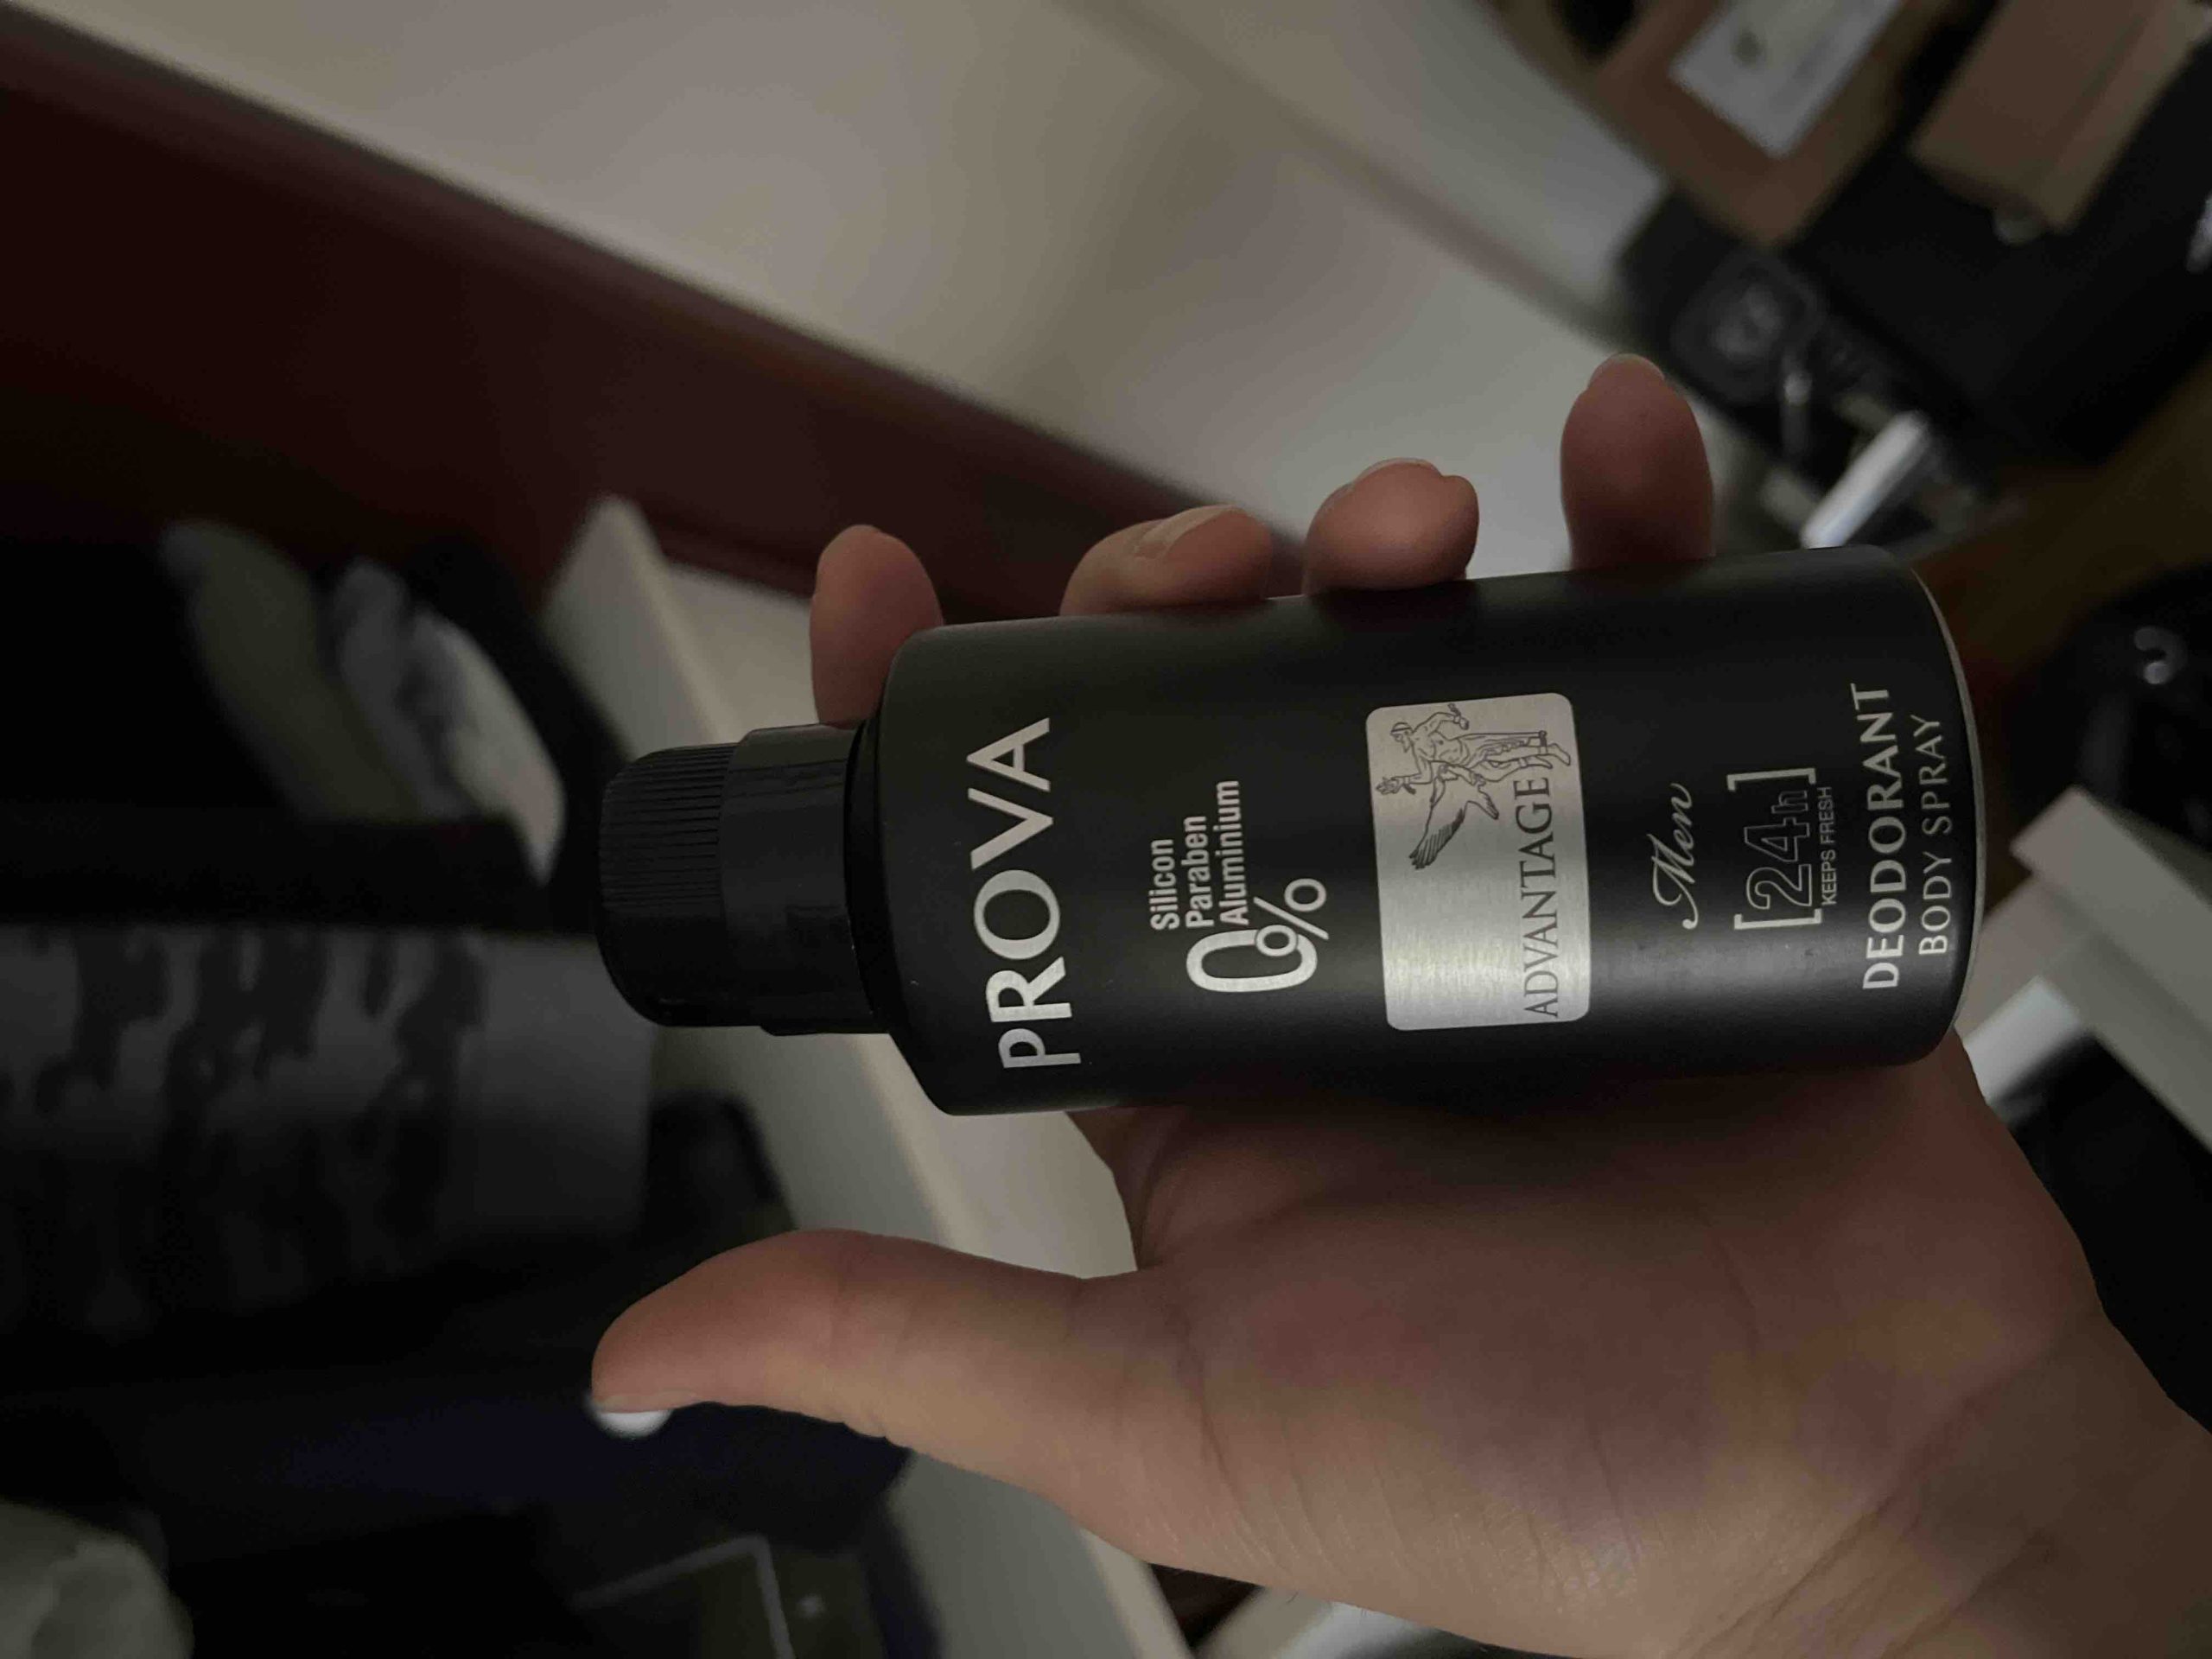 PROVA
0%
Silicon
Paraben
Aluminium
ADVANTAGE
Men
[24h]
KEEPS FRESH
DEODORANT
BODY SPRAY